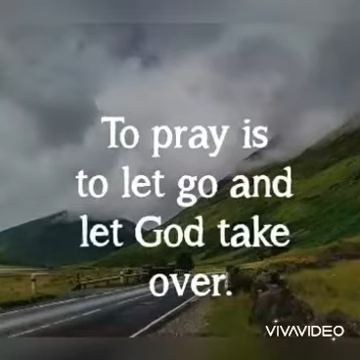 To pray is
to let go and
let God take
over.
VIVAVIDEO